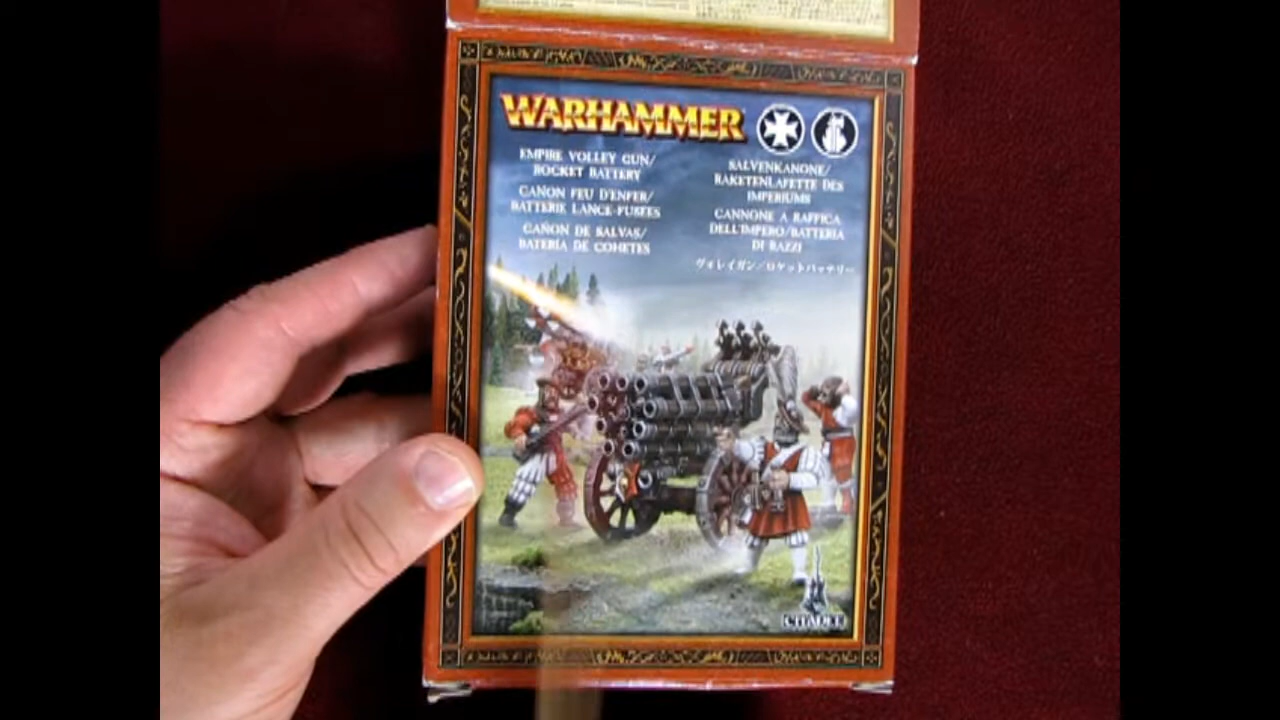 WARHAMMER
EMPIRE VOLLEY GUN/
ROCKET BATTERY
CANON FEU D'ENFER/
BATTERIE LANCE-FUSÉES
CAÑON DE SALVAS/
BATERÍA DE COHETES
SALVENKANONE/
RAKETENLAFETTE DES
IMPERIUMS
CANNONE A RAFFICA
DELL'IMPERO/BATTERIA
DI RAZZI
ヴォレイガン/ロケットバッテリー
CITADEL